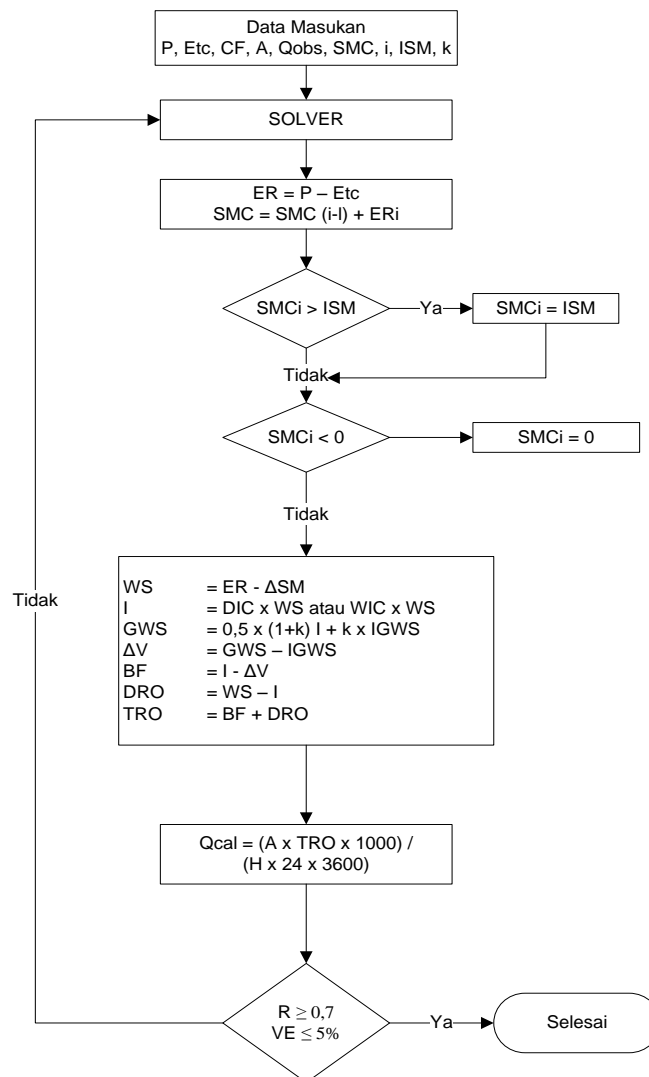 Data Masukan
P, Etc, CF, A, Qobs, SMC, i, ISM, k
SOLVER
ER = P – Etc
SMC = SMC (i-l) + ERi
SMCi > ISM
Ya
SMCi = ISM
Tidak
SMCi < 0
SMCi = 0
Tidak
WS = ER - ΔSM
I = DIC x WS atau WIC x WS
GWS = 0,5 x (1+k) I + k x IGWS
ΔV = GWS – IGWS
BF = I - ΔV
DRO = WS – I
TRO = BF + DRO
Tidak
Qcal = (A x TRO x 1000) /
(H x 24 x 3600)
R ≥ 0,7
VE ≤ 5%
Ya
Selesai